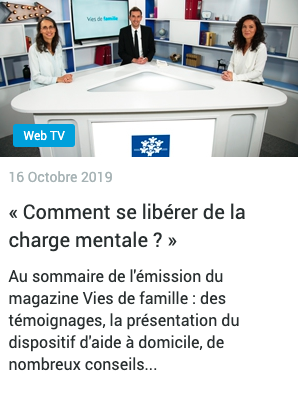 Vies de famille
Web TV
16 Octobre 2019
« Comment se libérer de la
charge mentale ? »
Au sommaire de l'émission du
magazine Vies de famille : des
témoignages, la présentation du
dispositif d'aide à domicile, de
nombreux conseils...